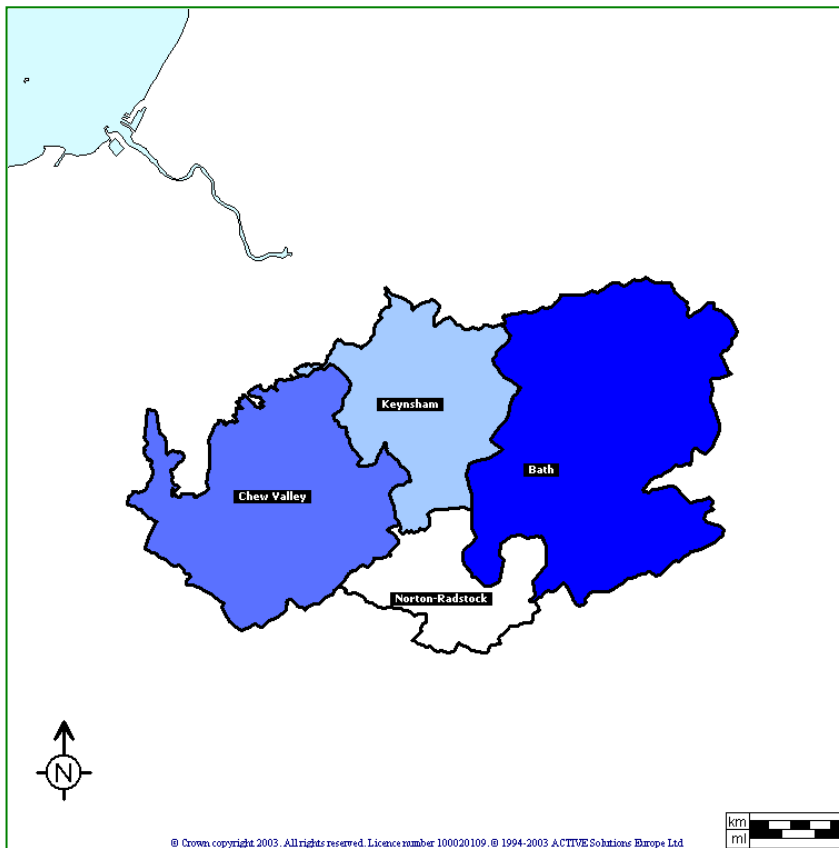 Keynsham
Bath
Chew Valley
Norton-Radstock
N
km
ml
© Crown copyright 2003. All rights reserved. Licence number 100020109. © 1994-2003 ACTIVE Solutions Europe Ltd